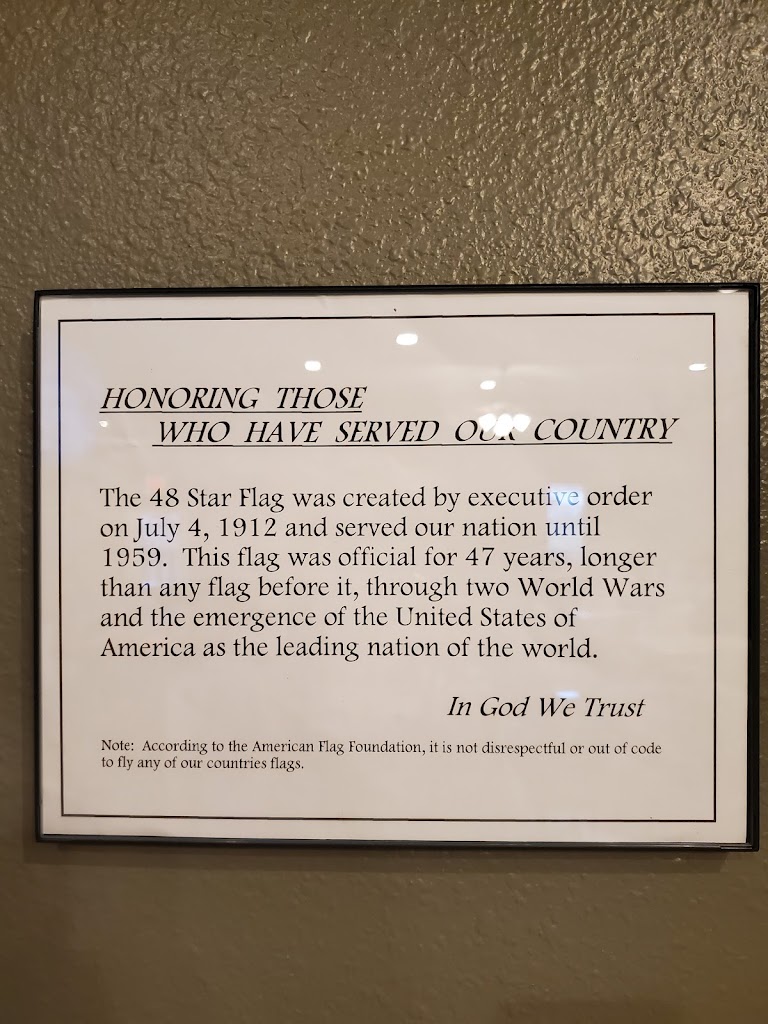 HONORING THOSE
WHO HAVE SERVED OUR COUNTRY
The 48 Star Flag was created by executive order
on July 4, 1912 and served our nation until
1959. This flag was official for 47 years, longer
than any flag before it, through two World Wars
and the emergence of the United States of
America as the leading nation of the world.
In God We Trust
Note: According to the American Flag Foundation, it is not disrespectful or out of code
to fly any of our countries flags.